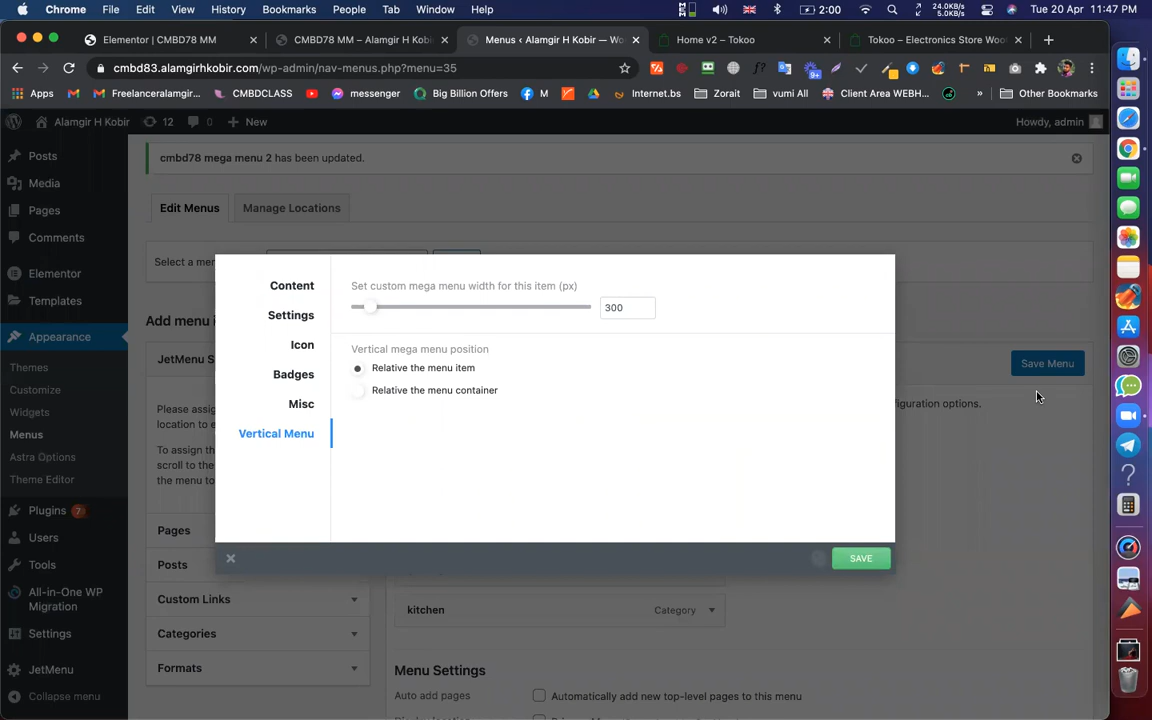 Chrome File Edit View History Bookmarks People Tab Window Help 2:00 24.0KB/s 5.0KB/s Tue 20 Apr 11:47 PM
Elementor | CMBD78 MM × CMBD78 MM – Alamgir H Kobi × Menus ‹ Alamgir H Kobir — Wo × Home v2 – Tokoo × Tokoo – Electronics Store Woo × +
cmbd83.alamgirhkobir.com/wp-admin/nav-menus.php?menu=35
Apps Freelanceralamgir... CMBDCLASS messenger Big Billion Offers M Internet.bs Zorait vumi All Client Area WEBH... » Other Bookmarks
Alamgir H Kobir 12 0 + New Howdy, admin
Posts
Media
Pages
Comments
Elementor
Templates
Appearance
Themes
Customize
Widgets
Menus
Astra Options
Theme Editor
Plugins 7
Users
Tools
All-in-One WP
Migration
Settings
JetMenu
Collapse menu
cmbd78 mega menu 2 has been updated.
Edit Menus Manage Locations
Select a mer
Add menu i
JetMenu S
Please assig
location to e
To assign th
scroll to the
the menu to
Pages
Posts
Custom Links
Categories
Formats
Save Menu
figuration options.
Content
Settings
Icon
Badges
Misc
Vertical Menu
Set custom mega menu width for this item (px)
300
Vertical mega menu position
Relative the menu item
Relative the menu container
SAVE
kitchen Category
Menu Settings
Auto add pages Automatically add new top-level pages to this menu